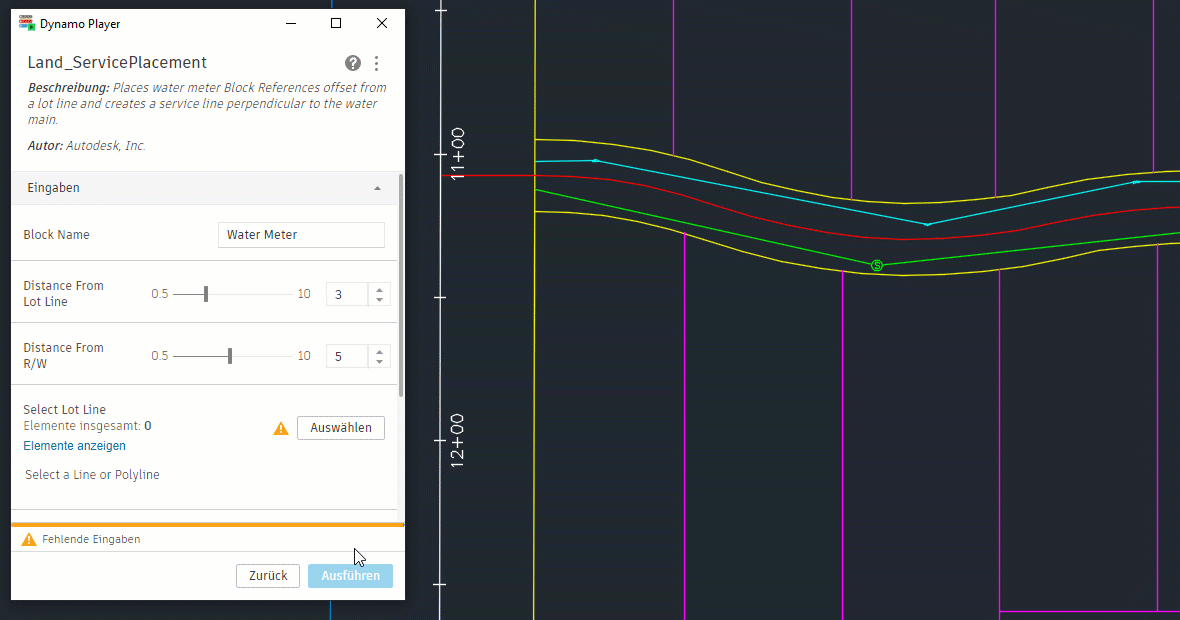 Dynamo Player
Land_ServicePlacement
?
Beschreibung: Places water meter Block References offset from
a lot line and creates a service line perpendicular to the water
main.
Autor: Autodesk, Inc.
Eingaben
Block Name
Water Meter
Distance From
Lot Line
0.5
10
3
Distance From
R/W
0.5
10
5
Select Lot Line
Elemente insgesamt: 0
Elemente anzeigen
Auswählen
Select a Line or Polyline
Fehlende Eingaben
Zurück
Ausführen
11+00
12+00
S